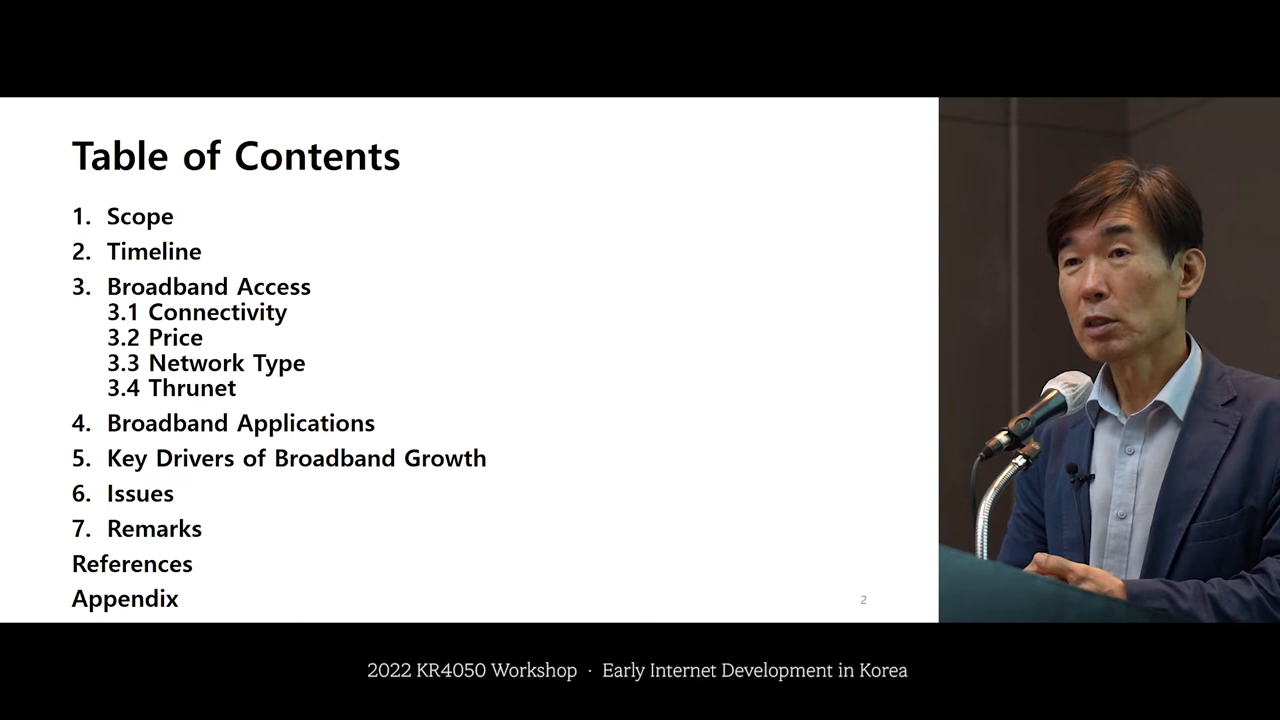 Table of Contents
1. Scope
2. Timeline
3. Broadband Access
3.1 Connectivity
3.2 Price
3.3 Network Type
3.4 Thrunet
4. Broadband Applications
5. Key Drivers of Broadband Growth
6. Issues
7. Remarks
References
Appendix
2
2022 KR4050 Workshop · Early Internet Development in Korea